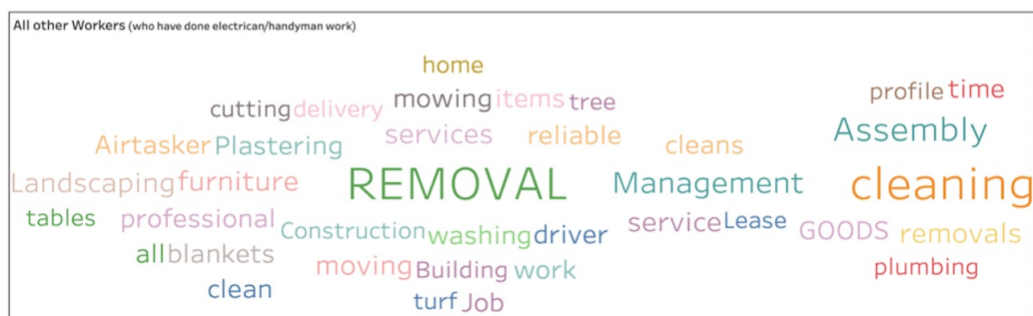 All other Workers (who have done electrican/handyman work)
home
profile time
cutting delivery mowing items tree
Airtasker Plastering services reliable cleans Assembly
Landscaping furniture REMOVAL Management cleaning
tables professional Construction washing driver service Lease GOODS removals
all blankets moving Building work plumbing
clean turf Job